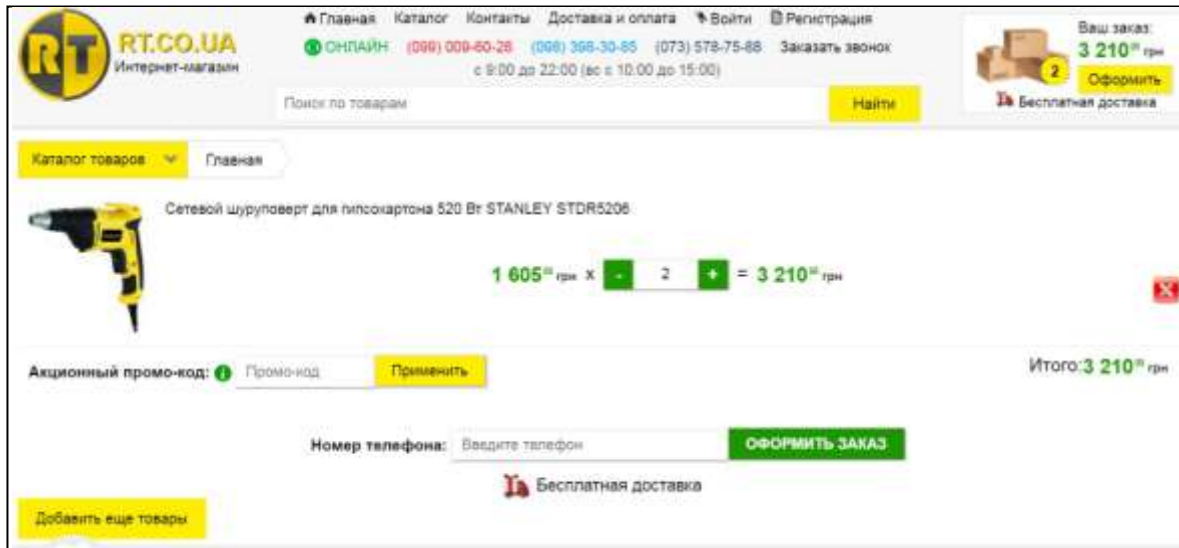 Главная Каталог Контакты Доставка и оплата Войти Регистрация
RT
RT.CO.UA
Интернет-магазин
ОНЛАЙН (099) 009-60-26 (098) 398-30-85 (073) 578-75-88 Заказать звонок
с 9:00 до 22:00 (вс с 10:00 до 15:00)
Поиск по товарам Найти
Ваш заказ:
3 210 грн
2
Оформить
Бесплатная доставка
Каталог товаров Главная
Сетевой шуруповерт для гипсокартона 520 Вт STANLEY STDR5206
1 605 грн x - 2 + = 3 210 грн
X
Акционный промо-код: i Промо-код Применить
Итого:3 210 грн
Номер телефона: Введите телефон ОФОРМИТЬ ЗАКАЗ
Бесплатная доставка
Добавить еще товары